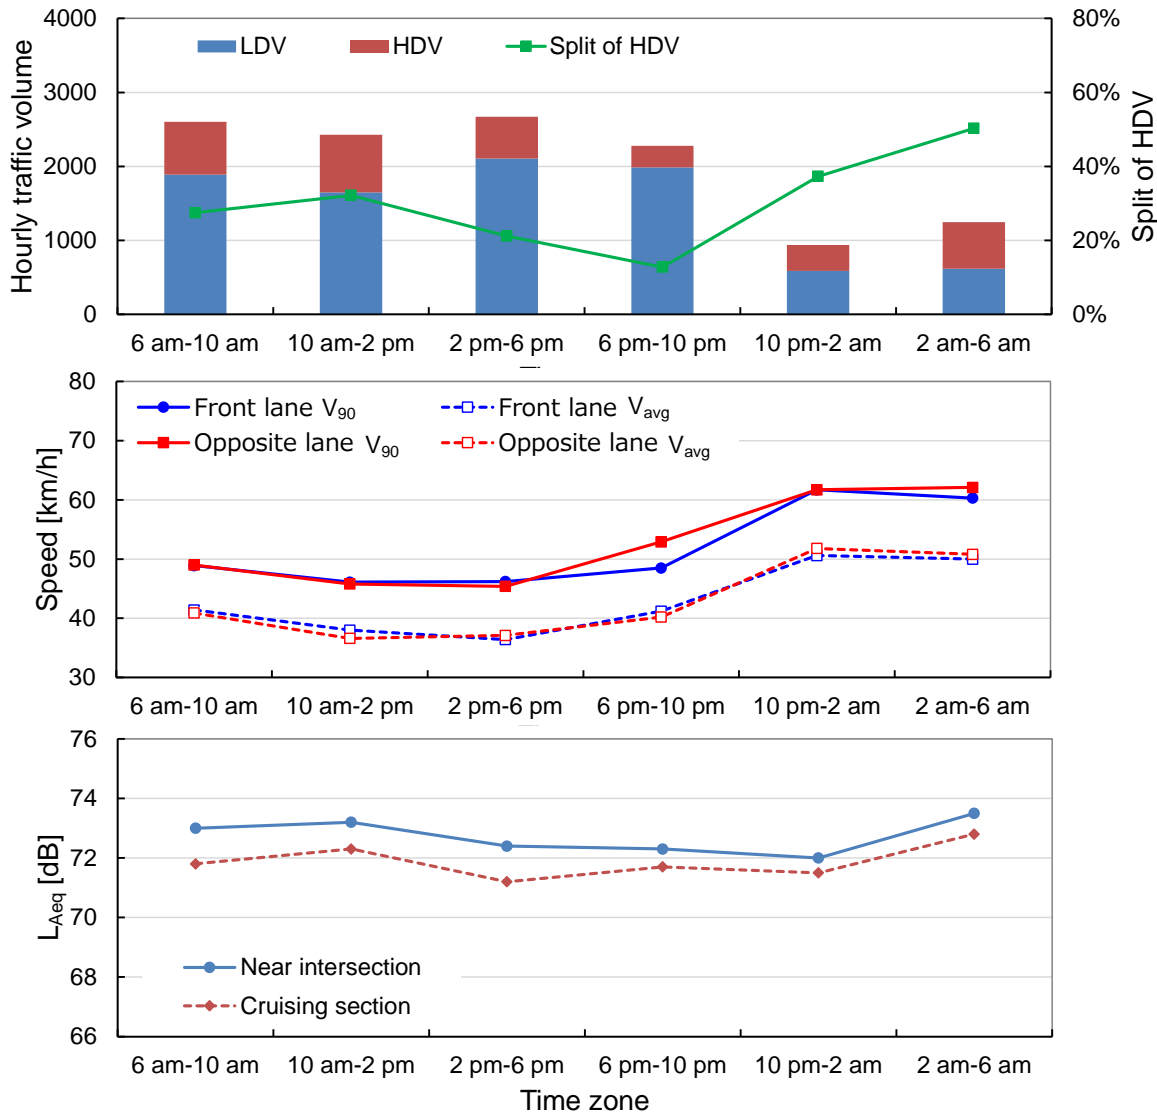 4000
3000
2000
1000
0
Hourly traffic volume
LDV HDV Split of HDV
80%
60%
40%
20%
0%
Split of HDV
6 am-10 am 10 am-2 pm 2 pm-6 pm 6 pm-10 pm 10 pm-2 am 2 am-6 am
80
70
60
50
40
30
Speed [km/h]
Front lane V90 Front lane Vavg
Opposite lane V90 Opposite lane Vavg
6 am-10 am 10 am-2 pm 2 pm-6 pm 6 pm-10 pm 10 pm-2 am 2 am-6 am
76
74
72
70
68
66
LAeq [dB]
Near intersection
Cruising section
6 am-10 am 10 am-2 pm 2 pm-6 pm 6 pm-10 pm 10 pm-2 am 2 am-6 am
Time zone